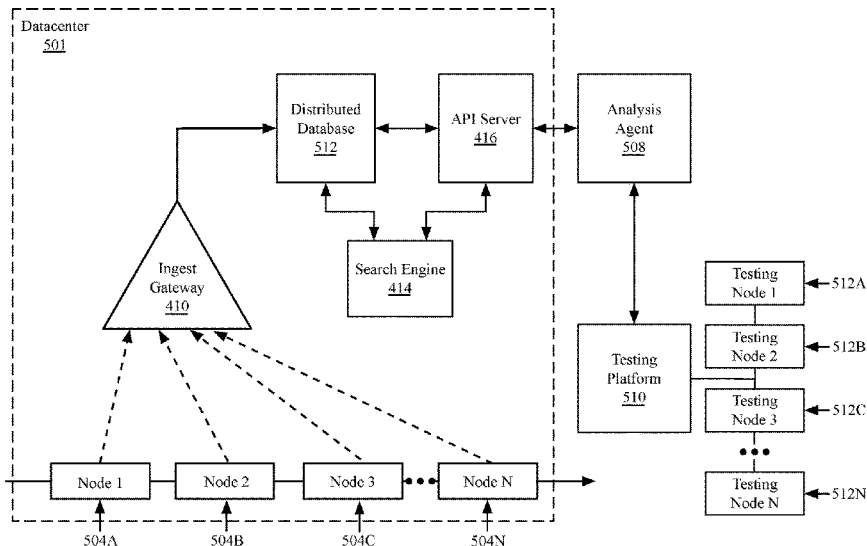 Datacenter
501
Distributed
Database
512
API Server
416
Analysis
Agent
508
Ingest
Gateway
410
Search Engine
414
Testing
Node 1
512A
Testing
Node 2
512B
Testing
Platform
510
Testing
Node 3
512C
Testing
Node N
512N
Node 1
Node 2
Node 3
Node N
504A
504B
504C
504N